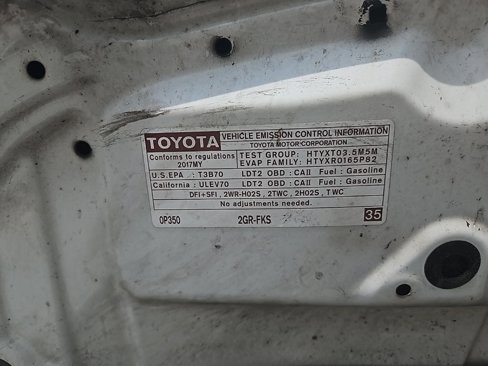 TOYOTA VEHICLE EMISSION CONTROL INFORMATION
TOYOTA MOTOR CORPORATION
Conforms to regulations TEST GROUP: HTYXT03.5M5M
2017MY EVAP FAMILY: HTYXR0165P82
U.S.EPA : T3B70 LDT2 OBD : CAII Fuel : Gasoline
California : ULEV70 LDT2 OBD : CAII Fuel : Gasoline
DFI+SFI, 2WR-HO2S, 2TWC, 2HO2S, TWC
No adjustments needed.
0P350 2GR-FKS 35